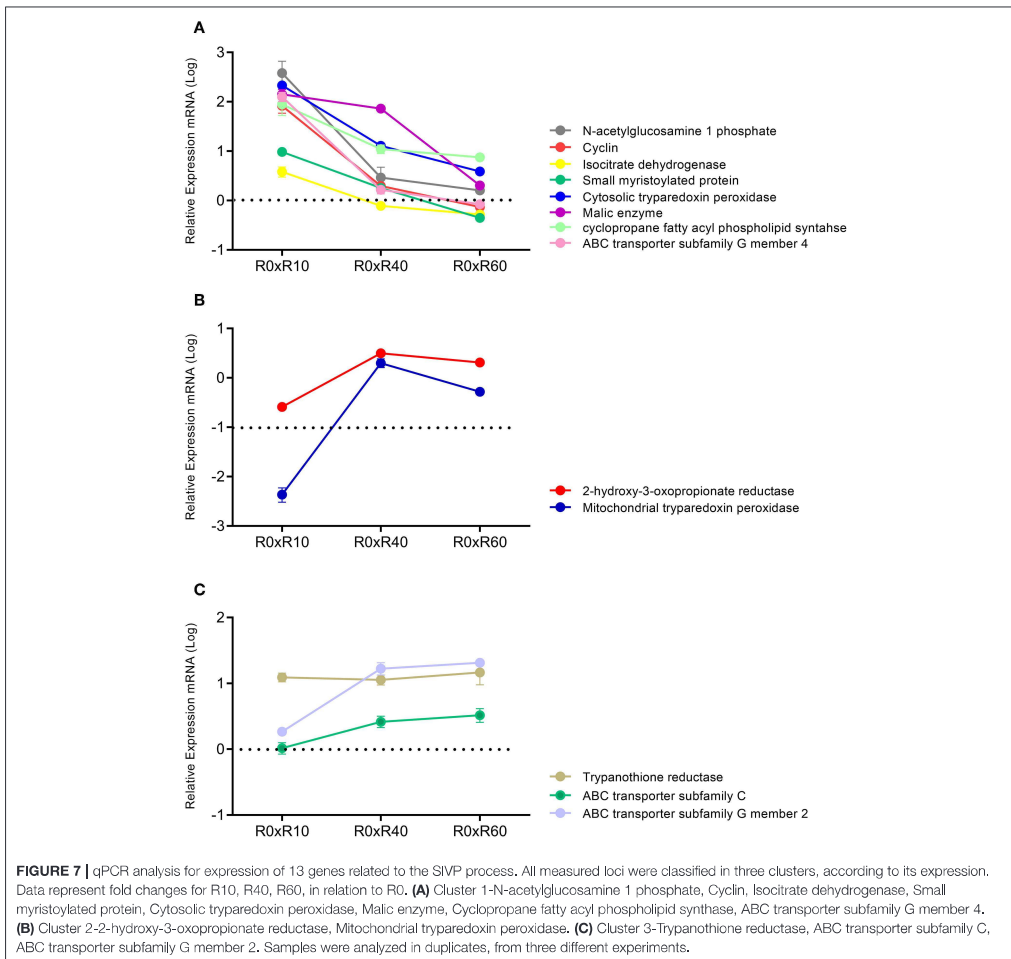 A
Relative Expression mRNA (Log)
3
2
1
0
-1
R0xR10
R0xR40
R0xR60
N-acetylglucosamine 1 phosphate
Cyclin
Isocitrate dehydrogenase
Small myristoylated protein
Cytosolic tryparedoxin peroxidase
Malic enzyme
cyclopropane fatty acyl phospholipid syntahse
ABC transporter subfamily G member 4
B
Relative Expression mRNA (Log)
1
0
-1
-2
-3
R0xR10
R0xR40
R0xR60
2-hydroxy-3-oxopropionate reductase
Mitochondrial tryparedoxin peroxidase
C
Relative Expression mRNA (Log)
2
1
0
-1
R0xR10
R0xR40
R0xR60
Trypanothione reductase
ABC transporter subfamily C
ABC transporter subfamily G member 2
FIGURE 7 | qPCR analysis for expression of 13 genes related to the SIVP process. All measured loci were classified in three clusters, according to its expression.
Data represent fold changes for R10, R40, R60, in relation to R0. (A) Cluster 1-N-acetylglucosamine 1 phosphate, Cyclin, Isocitrate dehydrogenase, Small
myristoylated protein, Cytosolic tryparedoxin peroxidase, Malic enzyme, Cyclopropane fatty acyl phospholipid synthase, ABC transporter subfamily G member 4.
(B) Cluster 2-2-hydroxy-3-oxopropionate reductase, Mitochondrial tryparedoxin peroxidase. (C) Cluster 3-Trypanothione reductase, ABC transporter subfamily C,
ABC transporter subfamily G member 2. Samples were analyzed in duplicates, from three different experiments.